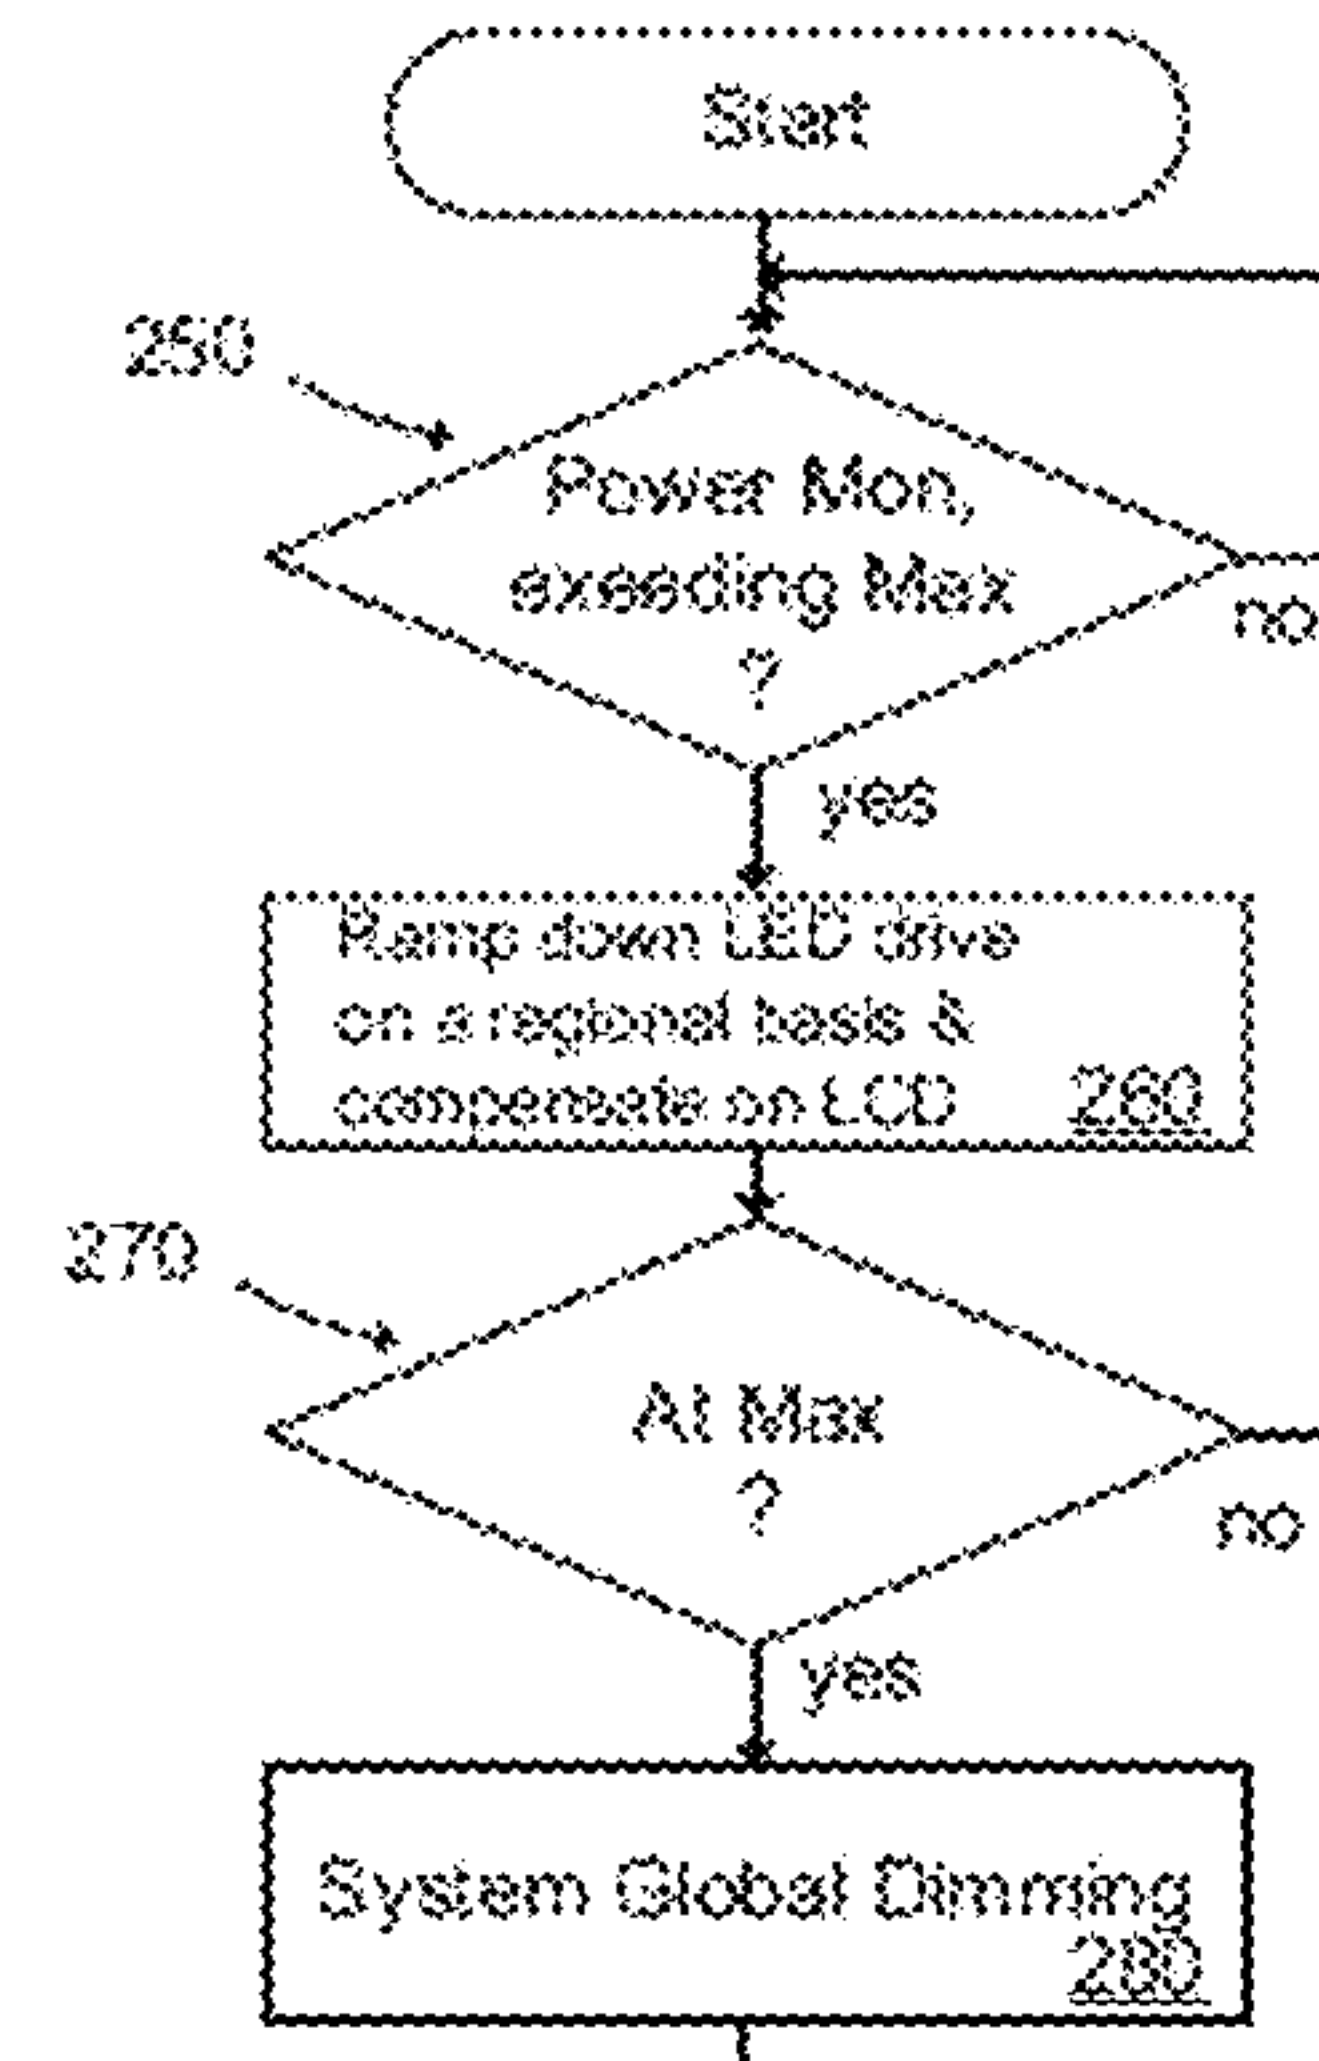 Start
250
Power Mon,
exeeding Max
?
no
yes
Ramp down LED drive
on a regional basis &
compensate on LCD 260
270
At Max
?
no
yes
System Global Dimming
280